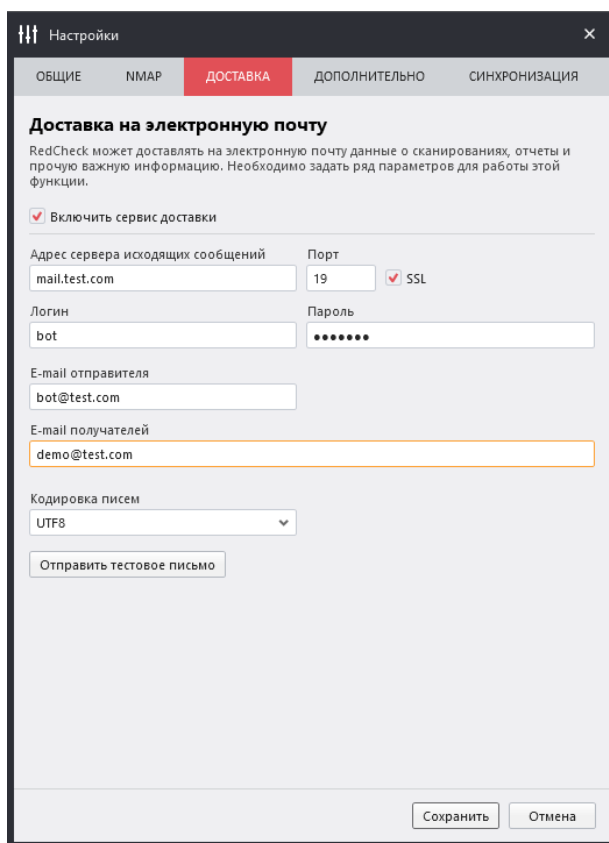 Настройки
ОБЩИЕ NMAP ДОСТАВКА ДОПОЛНИТЕЛЬНО СИНХРОНИЗАЦИЯ
Доставка на электронную почту
RedCheck может доставлять на электронную почту данные о сканированиях, отчеты и
прочую важную информацию. Необходимо задать ряд параметров для работы этой
функции.
Включить сервис доставки
Адрес сервера исходящих сообщений Порт
mail.test.com 19 SSL
Логин Пароль
bot •••••••
E-mail отправителя
bot@test.com
E-mail получателей
demo@test.com
Кодировка писем
UTF8
Отправить тестовое письмо
Сохранить Отмена